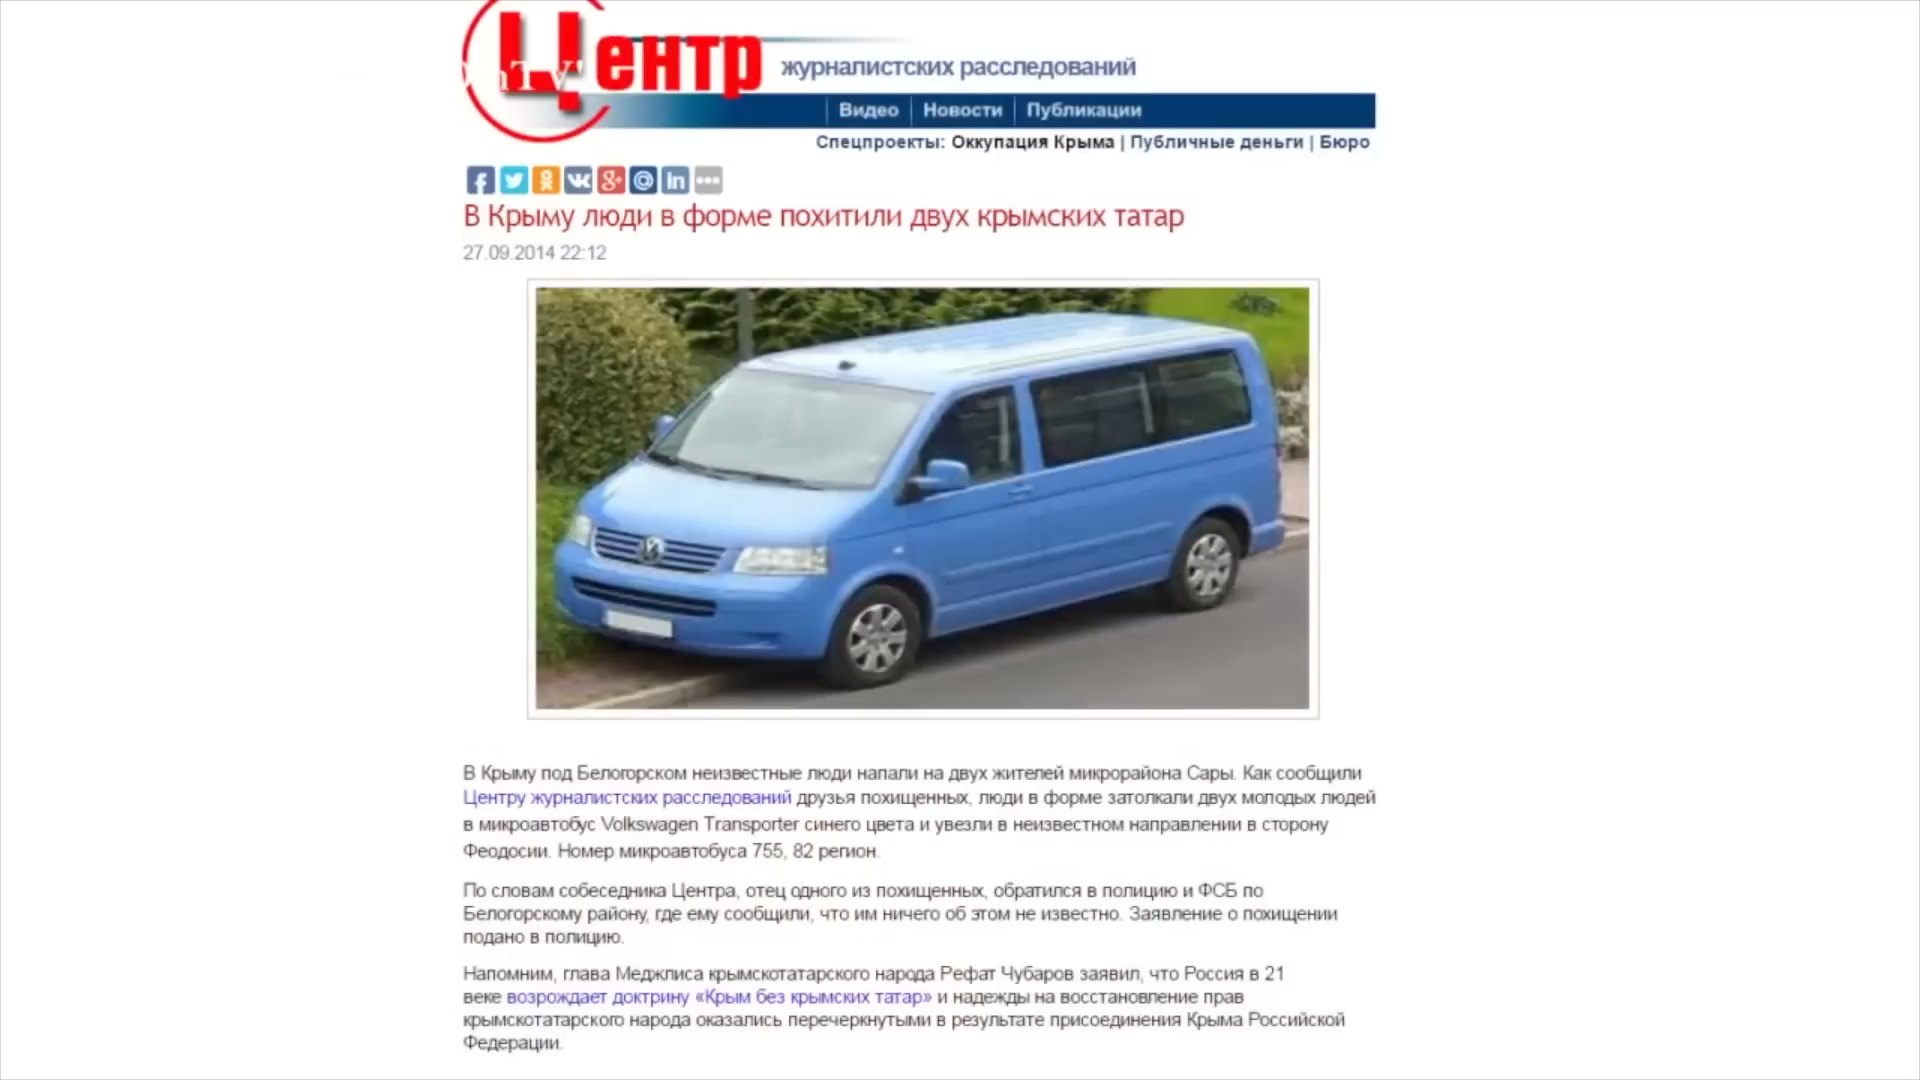 Центр
журналистских расследований
Видео | Новости | Публикации
Спецпроекты: Оккупация Крыма | Публичные деньги | Бюро
В Крыму люди в форме похитили двух крымских татар
27.09.2014 22:12
В Крыму под Белогорском неизвестные люди напали на двух жителей микрорайона Сары. Как сообщили
Центру журналистских расследований друзья похищенных, люди в форме затолкали двух молодых людей
в микроавтобус Volkswagen Transporter синего цвета и увезли в неизвестном направлении в сторону
Феодосии. Номер микроавтобуса 755, 82 регион.
По словам собеседника Центра, отец одного из похищенных, обратился в полицию и ФСБ по
Белогорскому району, где ему сообщили, что им ничего об этом не известно. Заявление о похищении
подано в полицию.
Напомним, глава Меджлиса крымскотатарского народа Рефат Чубаров заявил, что Россия в 21
веке возрождает доктрину «Крым без крымских татар» и надежды на восстановление прав
крымскотатарского народа оказались перечеркнутыми в результате присоединения Крыма Российской
Федерации.